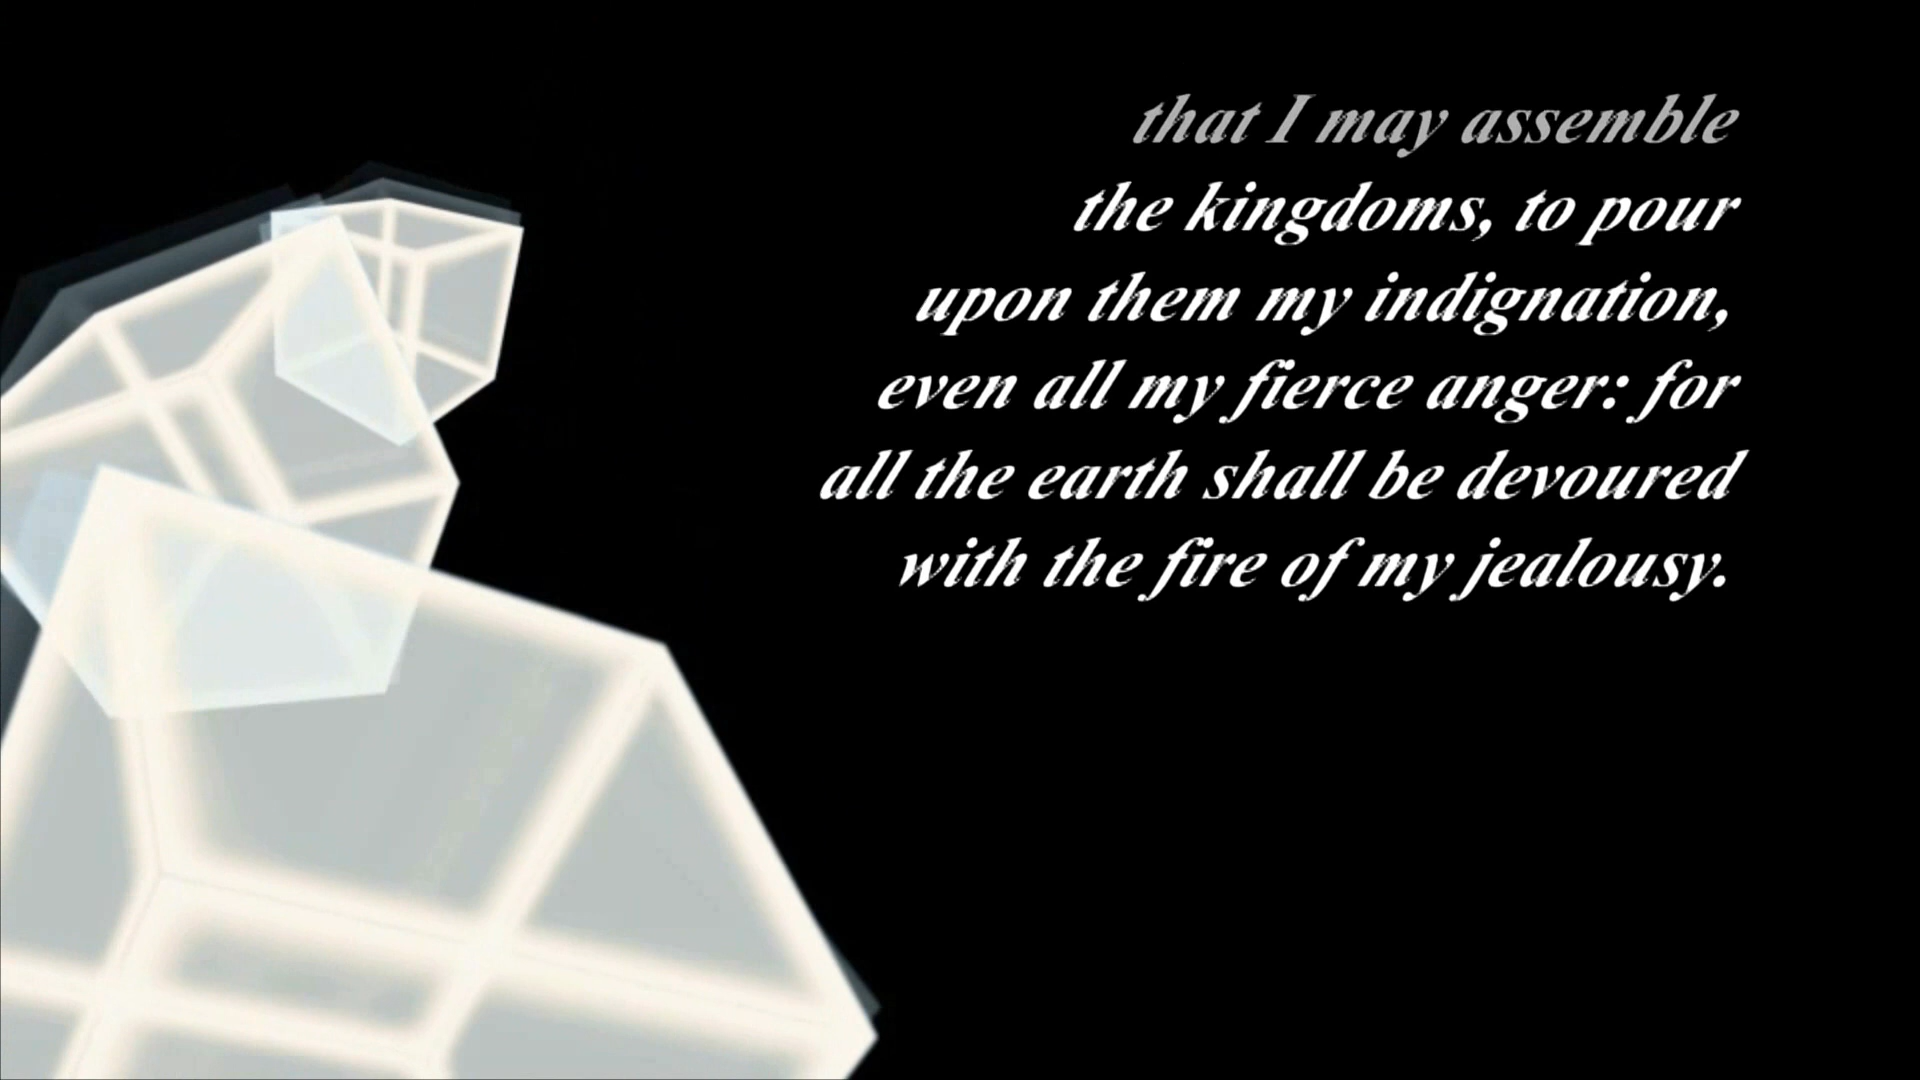 that I may assemble
the kingdoms, to pour
upon them my indignation,
even all my fierce anger: for
all the earth shall be devoured
with the fire of my jealousy.